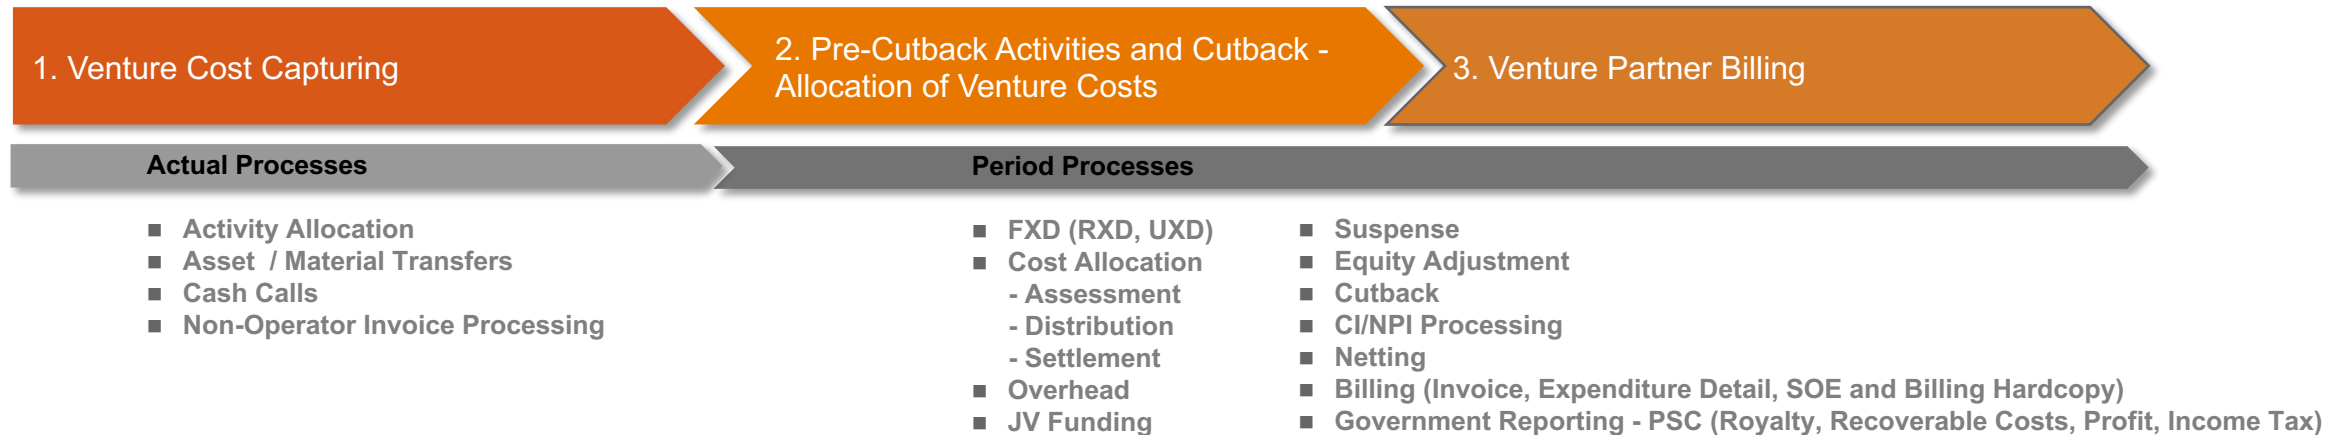 1. Venture Cost Capturing
2. Pre-Cutback Activities and Cutback -
Allocation of Venture Costs
3. Venture Partner Billing
Actual Processes
Period Processes
■ Activity Allocation
■ Asset / Material Transfers
■ Cash Calls
■ Non-Operator Invoice Processing
■ FXD (RXD, UXD)
■ Cost Allocation
- Assessment
- Distribution
- Settlement
■ Overhead
■ JV Funding
■ Suspense
■ Equity Adjustment
■ Cutback
■ CI/NPI Processing
■ Netting
■ Billing (Invoice, Expenditure Detail, SOE and Billing Hardcopy)
■ Government Reporting - PSC (Royalty, Recoverable Costs, Profit, Income Tax)